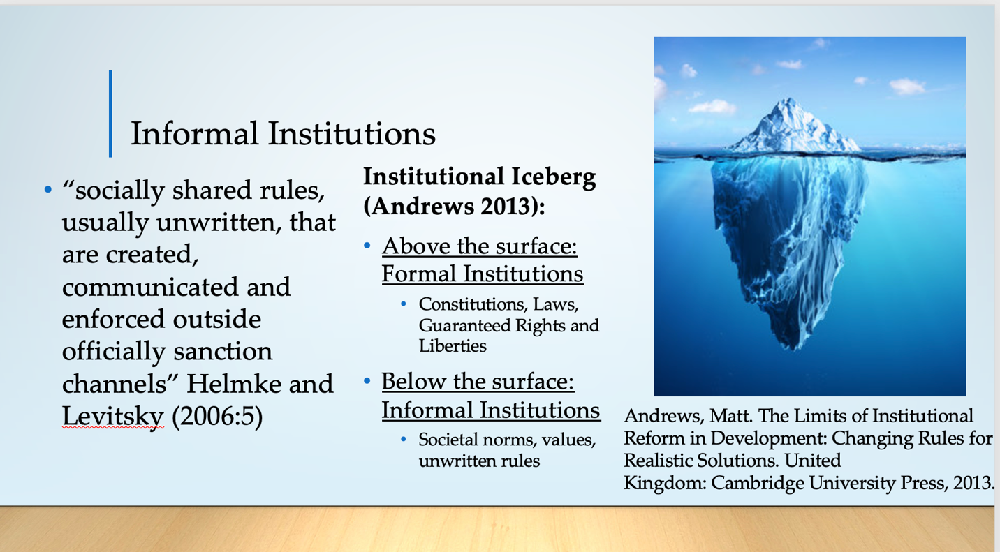 Informal Institutions
• “socially shared rules,
usually unwritten, that
are created,
communicated and
enforced outside
officially sanction
channels” Helmke and
Levitsky (2006:5)
Institutional Iceberg
(Andrews 2013):
• Above the surface:
Formal Institutions
• Constitutions, Laws,
Guaranteed Rights and
Liberties
• Below the surface:
Informal Institutions
• Societal norms, values,
unwritten rules
Andrews, Matt. The Limits of Institutional
Reform in Development: Changing Rules for
Realistic Solutions. United
Kingdom: Cambridge University Press, 2013.